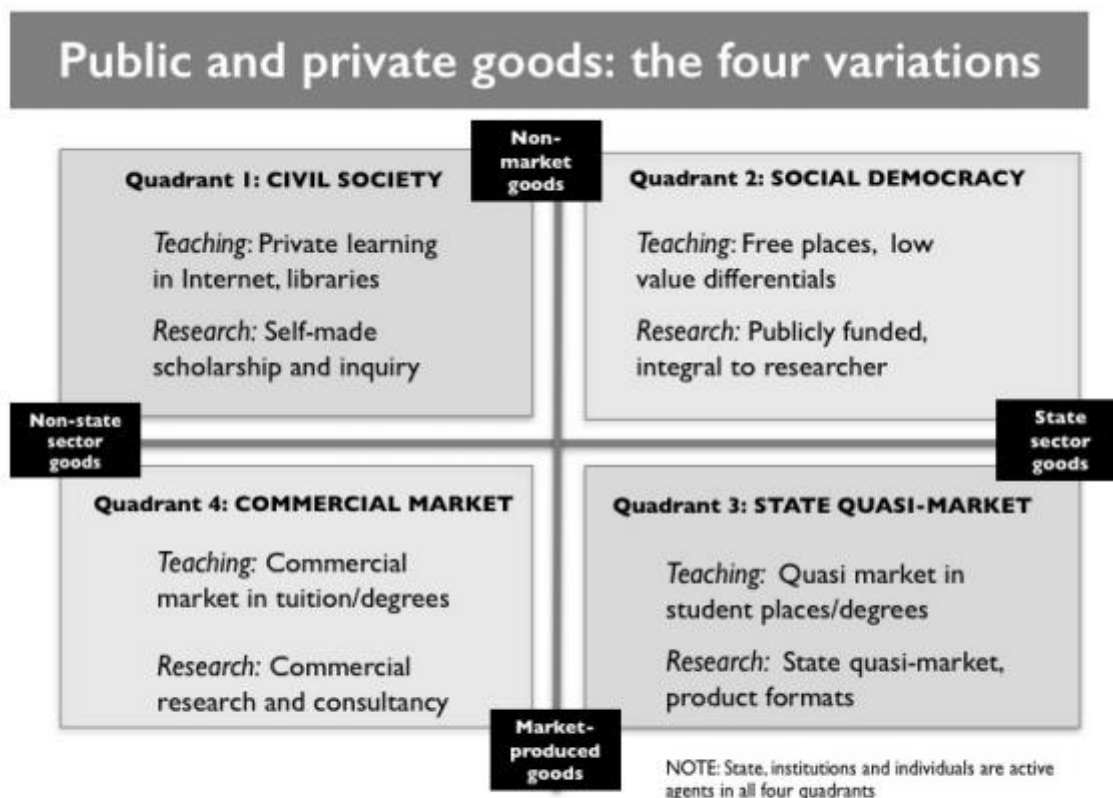 Public and private goods: the four variations
Non-
market
goods
Quadrant 1: CIVIL SOCIETY
Teaching: Private learning
in Internet, libraries
Research: Self-made
scholarship and inquiry
Quadrant 2: SOCIAL DEMOCRACY
Teaching: Free places, low
value differentials
Research: Publicly funded,
integral to researcher
Non-state
sector
goods
State
sector
goods
Quadrant 4: COMMERCIAL MARKET
Teaching: Commercial
market in tuition/degrees
Research: Commercial
research and consultancy
Quadrant 3: STATE QUASI-MARKET
Teaching: Quasi market in
student places/degrees
Research: State quasi-market,
product formats
Market-
produced
goods
NOTE: State, institutions and individuals are active
agents in all four quadrants